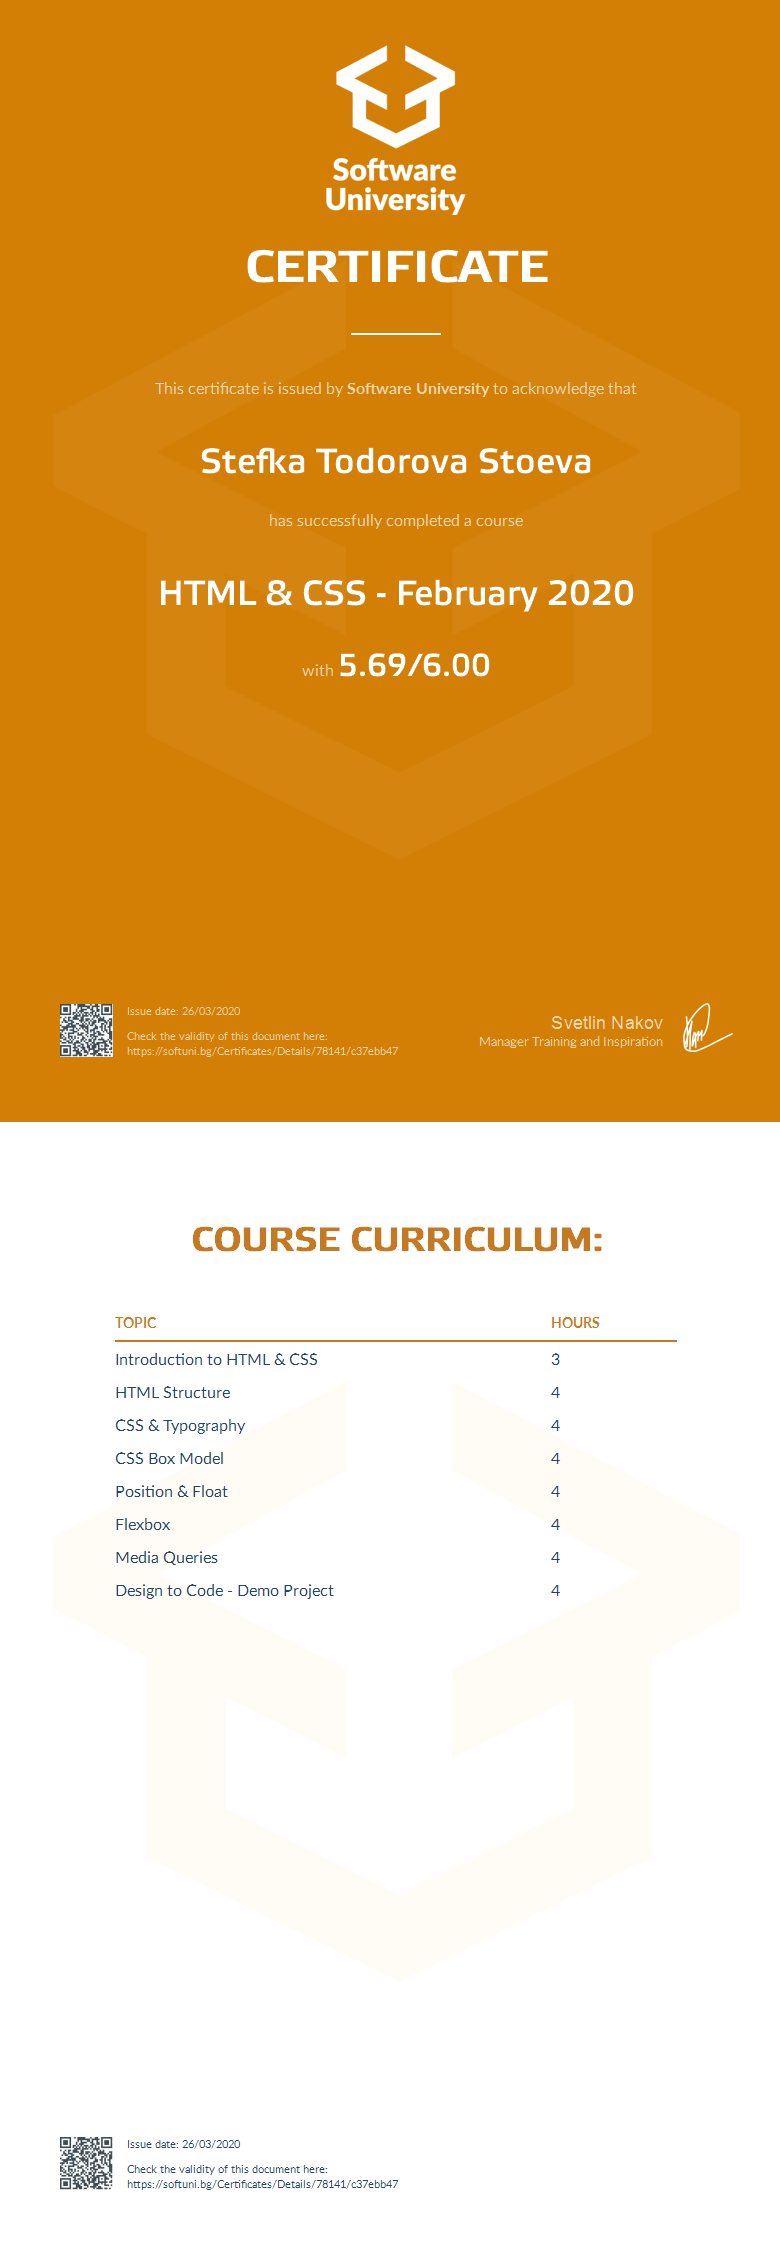 Software
University
CERTIFICATE
This certificate is issued by Software University to acknowledge that
Stefka Todorova Stoeva
has successfully completed a course
HTML & CSS - February 2020
with 5.69/6.00
Issue date: 26/03/2020
Check the validity of this document here:
https://softuni.bg/Certificates/Details/78141/c37ebb47
Svetlin Nakov
Manager Training and Inspiration
COURSE CURRICULUM:
TOPIC HOURS
Introduction to HTML & CSS 3
HTML Structure 4
CSS & Typography 4
CSS Box Model 4
Position & Float 4
Flexbox 4
Media Queries 4
Design to Code - Demo Project 4
Issue date: 26/03/2020
Check the validity of this document here:
https://softuni.bg/Certificates/Details/78141/c37ebb47